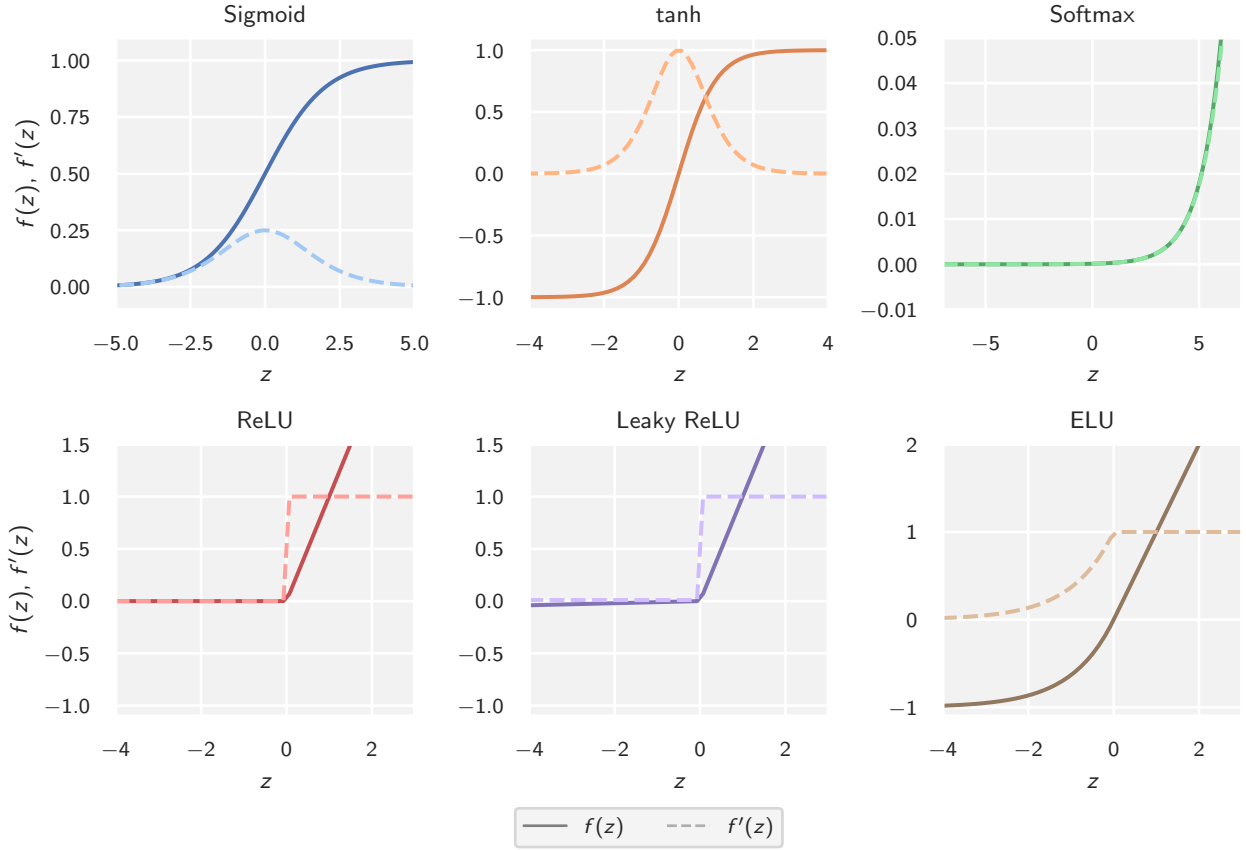 Sigmoid
tanh
Softmax
f(z), f′(z)
1.00
0.75
0.50
0.25
0.00
−5.0 −2.5 0.0 2.5 5.0
z
1.0
0.5
0.0
−0.5
−1.0
−4 −2 0 2 4
z
0.05
0.04
0.03
0.02
0.01
0.00
−0.01
−5 0 5
z
ReLU
Leaky ReLU
ELU
f(z), f′(z)
1.5
1.0
0.5
0.0
−0.5
−1.0
−4 −2 0 2
z
1.5
1.0
0.5
0.0
−0.5
−1.0
−4 −2 0 2
z
2
1
0
−1
−4 −2 0 2
z
f(z) f′(z)